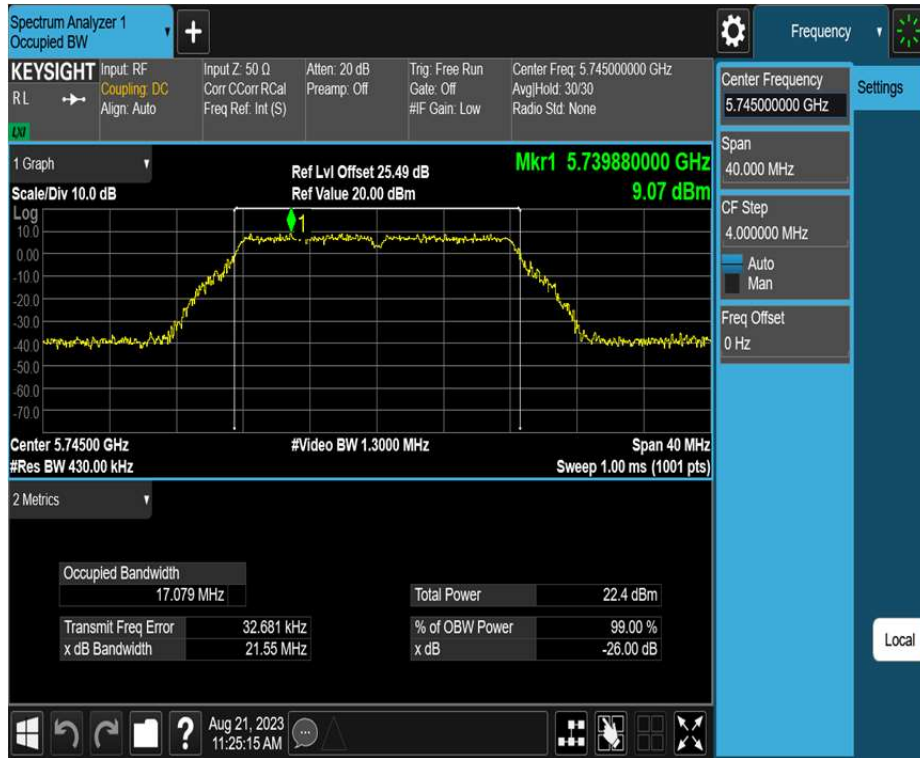 Spectrum Analyzer 1
Occupied BW
+
Frequency
KEYSIGHT
RL
LXI
Input: RF
Coupling: DC
Align: Auto
Input Z: 50 Ω
Corr CCorr RCal
Freq Ref: Int (S)
Atten: 20 dB
Preamp: Off
Trig: Free Run
Gate: Off
#IF Gain: Low
Center Freq: 5.745000000 GHz
Avg|Hold: 30/30
Radio Std: None
Center Frequency
5.745000000 GHz
Settings
Span
40.000 MHz
CF Step
4.000000 MHz
Auto
Man
Freq Offset
0 Hz
Local
1 Graph
Scale/Div 10.0 dB
Ref Lvl Offset 25.49 dB
Ref Value 20.00 dBm
Mkr1 5.739880000 GHz
9.07 dBm
Log
10.0
0.00
-10.0
-20.0
-30.0
-40.0
-50.0
-60.0
-70.0
1
Center 5.74500 GHz
#Video BW 1.3000 MHz
Span 40 MHz
#Res BW 430.00 kHz
Sweep 1.00 ms (1001 pts)
2 Metrics
Occupied Bandwidth
17.079 MHz
Total Power 22.4 dBm
Transmit Freq Error 32.681 kHz
% of OBW Power 99.00 %
x dB Bandwidth 21.55 MHz
x dB -26.00 dB
?
Aug 21, 2023
11:25:15 AM